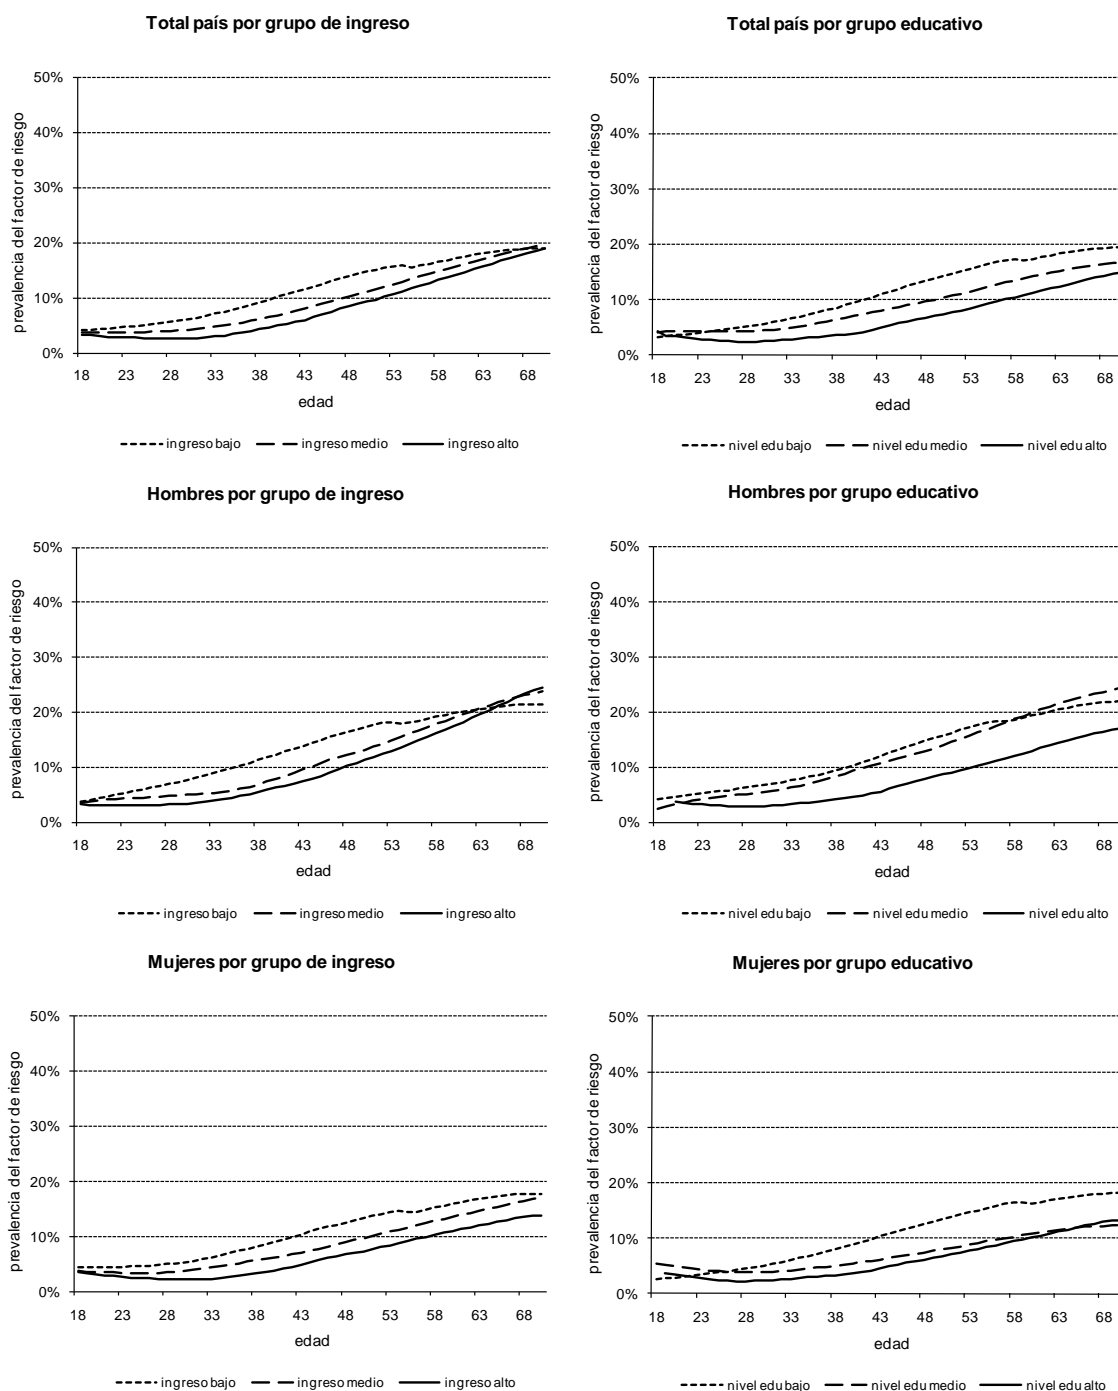 Total país por grupo de ingreso
50%
40%
30%
20%
10%
0%
prevalencia del factor de riesgo
18 23 28 33 38 43 48 53 58 63 68
edad
ingreso bajo ingreso medio ingreso alto
Total país por grupo educativo
50%
40%
30%
20%
10%
0%
prevalencia del factor de riesgo
18 23 28 33 38 43 48 53 58 63 68
edad
nivel edu bajo nivel edu medio nivel edu alto
Hombres por grupo de ingreso
50%
40%
30%
20%
10%
0%
prevalencia del factor de riesgo
18 23 28 33 38 43 48 53 58 63 68
edad
ingreso bajo ingreso medio ingreso alto
Hombres por grupo educativo
50%
40%
30%
20%
10%
0%
prevalencia del factor de riesgo
18 23 28 33 38 43 48 53 58 63 68
edad
nivel edu bajo nivel edu medio nivel edu alto
Mujeres por grupo de ingreso
50%
40%
30%
20%
10%
0%
prevalencia del factor de riesgo
18 23 28 33 38 43 48 53 58 63 68
edad
ingreso bajo ingreso medio ingreso alto
Mujeres por grupo educativo
50%
40%
30%
20%
10%
0%
prevalencia del factor de riesgo
18 23 28 33 38 43 48 53 58 63 68
edad
nivel edu bajo nivel edu medio nivel edu alto